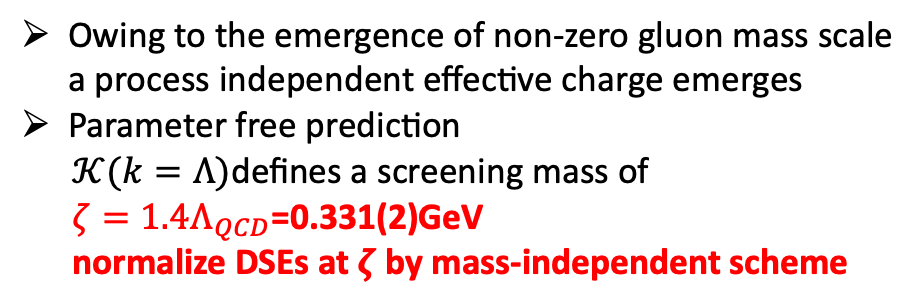 ➢ Owing to the emergence of non-zero gluon mass scale
a process independent effective charge emerges
➢ Parameter free prediction
𝒦(k = Λ)defines a screening mass of
ζ = 1.4Λ_QCD=0.331(2)GeV
normalize DSEs at ζ by mass-independent scheme